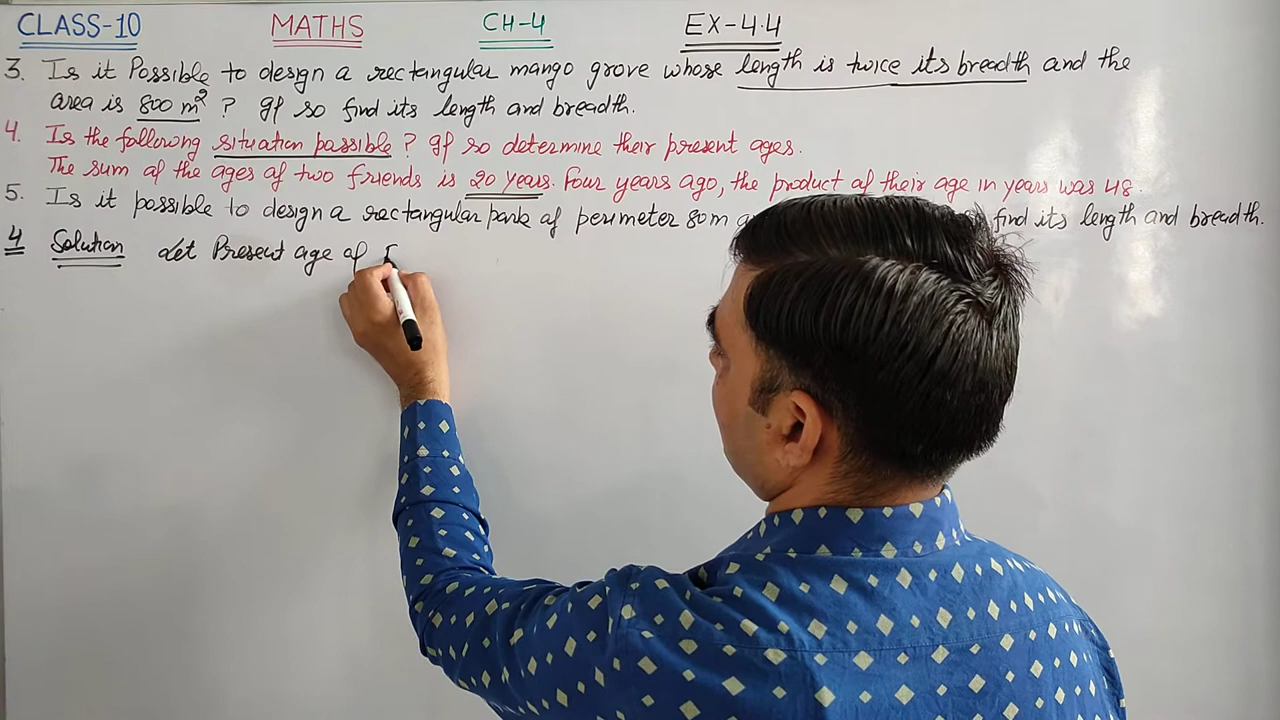 CLASS-10 MATHS CH-4 EX-4.4
3. Is it Possible to design a rectangular mango grove whose length is twice its breadth and the
area is 800 m² ? If so find its length and breadth.
4. Is the following situation possible ? If so determine their present ages.
The sum of the ages of two friends is 20 years. Four years ago, the product of their age in years was 48.
5. Is it possible to design a rectangular park of perimeter 80m find its length and breadth.
4 Solution Let Present age of